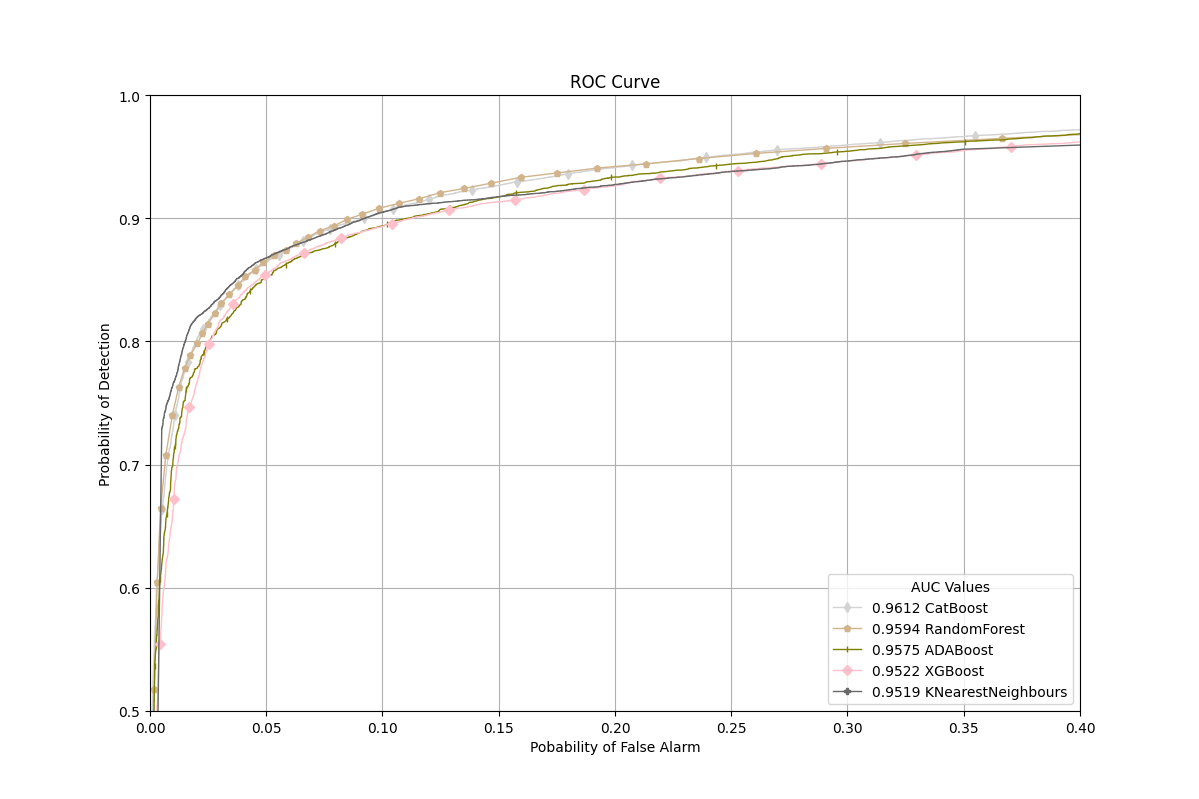 ROC Curve
1.0
0.9
0.8
0.7
0.6
0.5
Probability of Detection
0.00 0.05 0.10 0.15 0.20 0.25 0.30 0.35 0.40
Pobability of False Alarm
AUC Values
0.9612 CatBoost
0.9594 RandomForest
0.9575 ADABoost
0.9522 XGBoost
0.9519 KNearestNeighbours